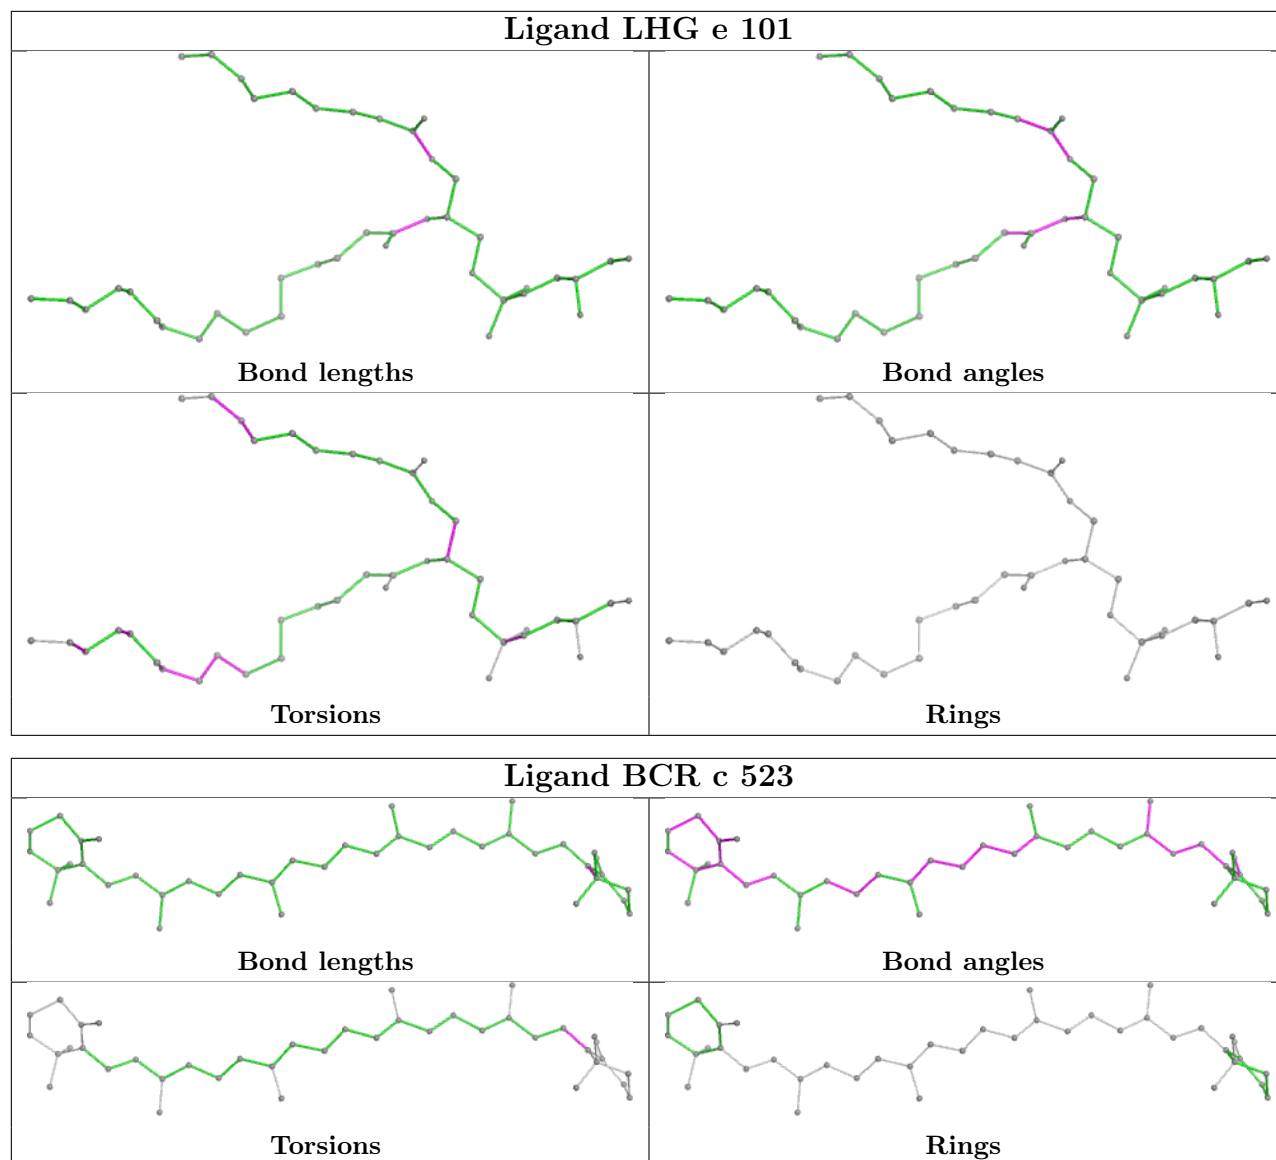 Ligand LHG e 101
Bond lengths
Bond angles
Torsions
Rings
Ligand BCR c 523
Bond lengths
Bond angles
Torsions
Rings